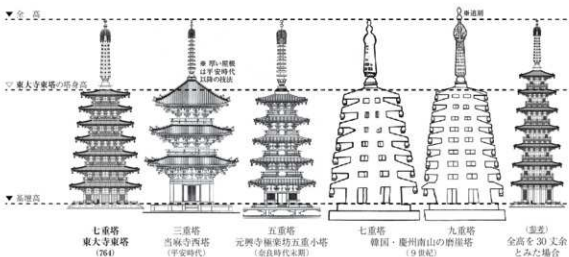 ▼全 高
※追刻
※ 厚い屋根
は平安時代
以降の技法
▽東大寺東塔の塔身高
▼基壇高
七重塔
東大寺東塔
(764)
三重塔
当麻寺西塔
(平安時代)
五重塔
元興寺極楽坊五重小塔
(奈良時代末期)
七重塔
九重塔
韓国・慶州南山の磨崖塔
(9世紀)
全高を30丈余
とみた場合